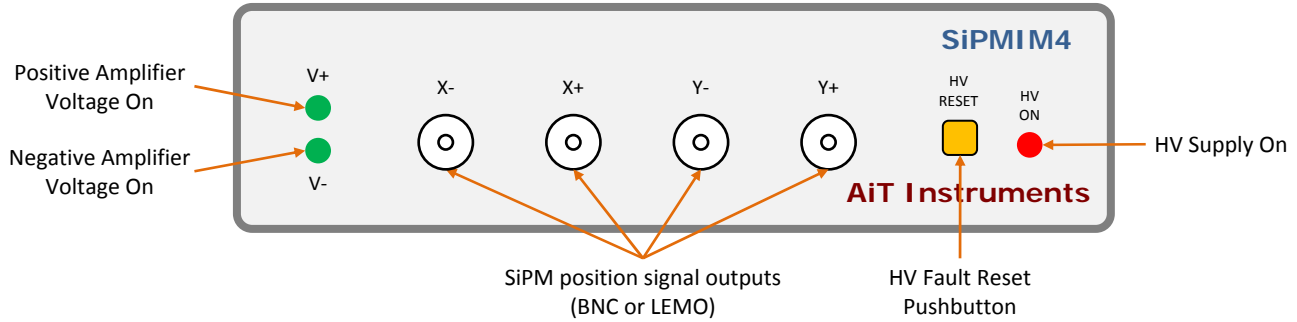 SiPMIM4
Positive Amplifier
Voltage On
V+
X-
X+
Y-
Y+
HV
RESET
HV
ON
Negative Amplifier
Voltage On
V-
HV Supply On
AiT Instruments
SiPM position signal outputs
(BNC or LEMO)
HV Fault Reset
Pushbutton